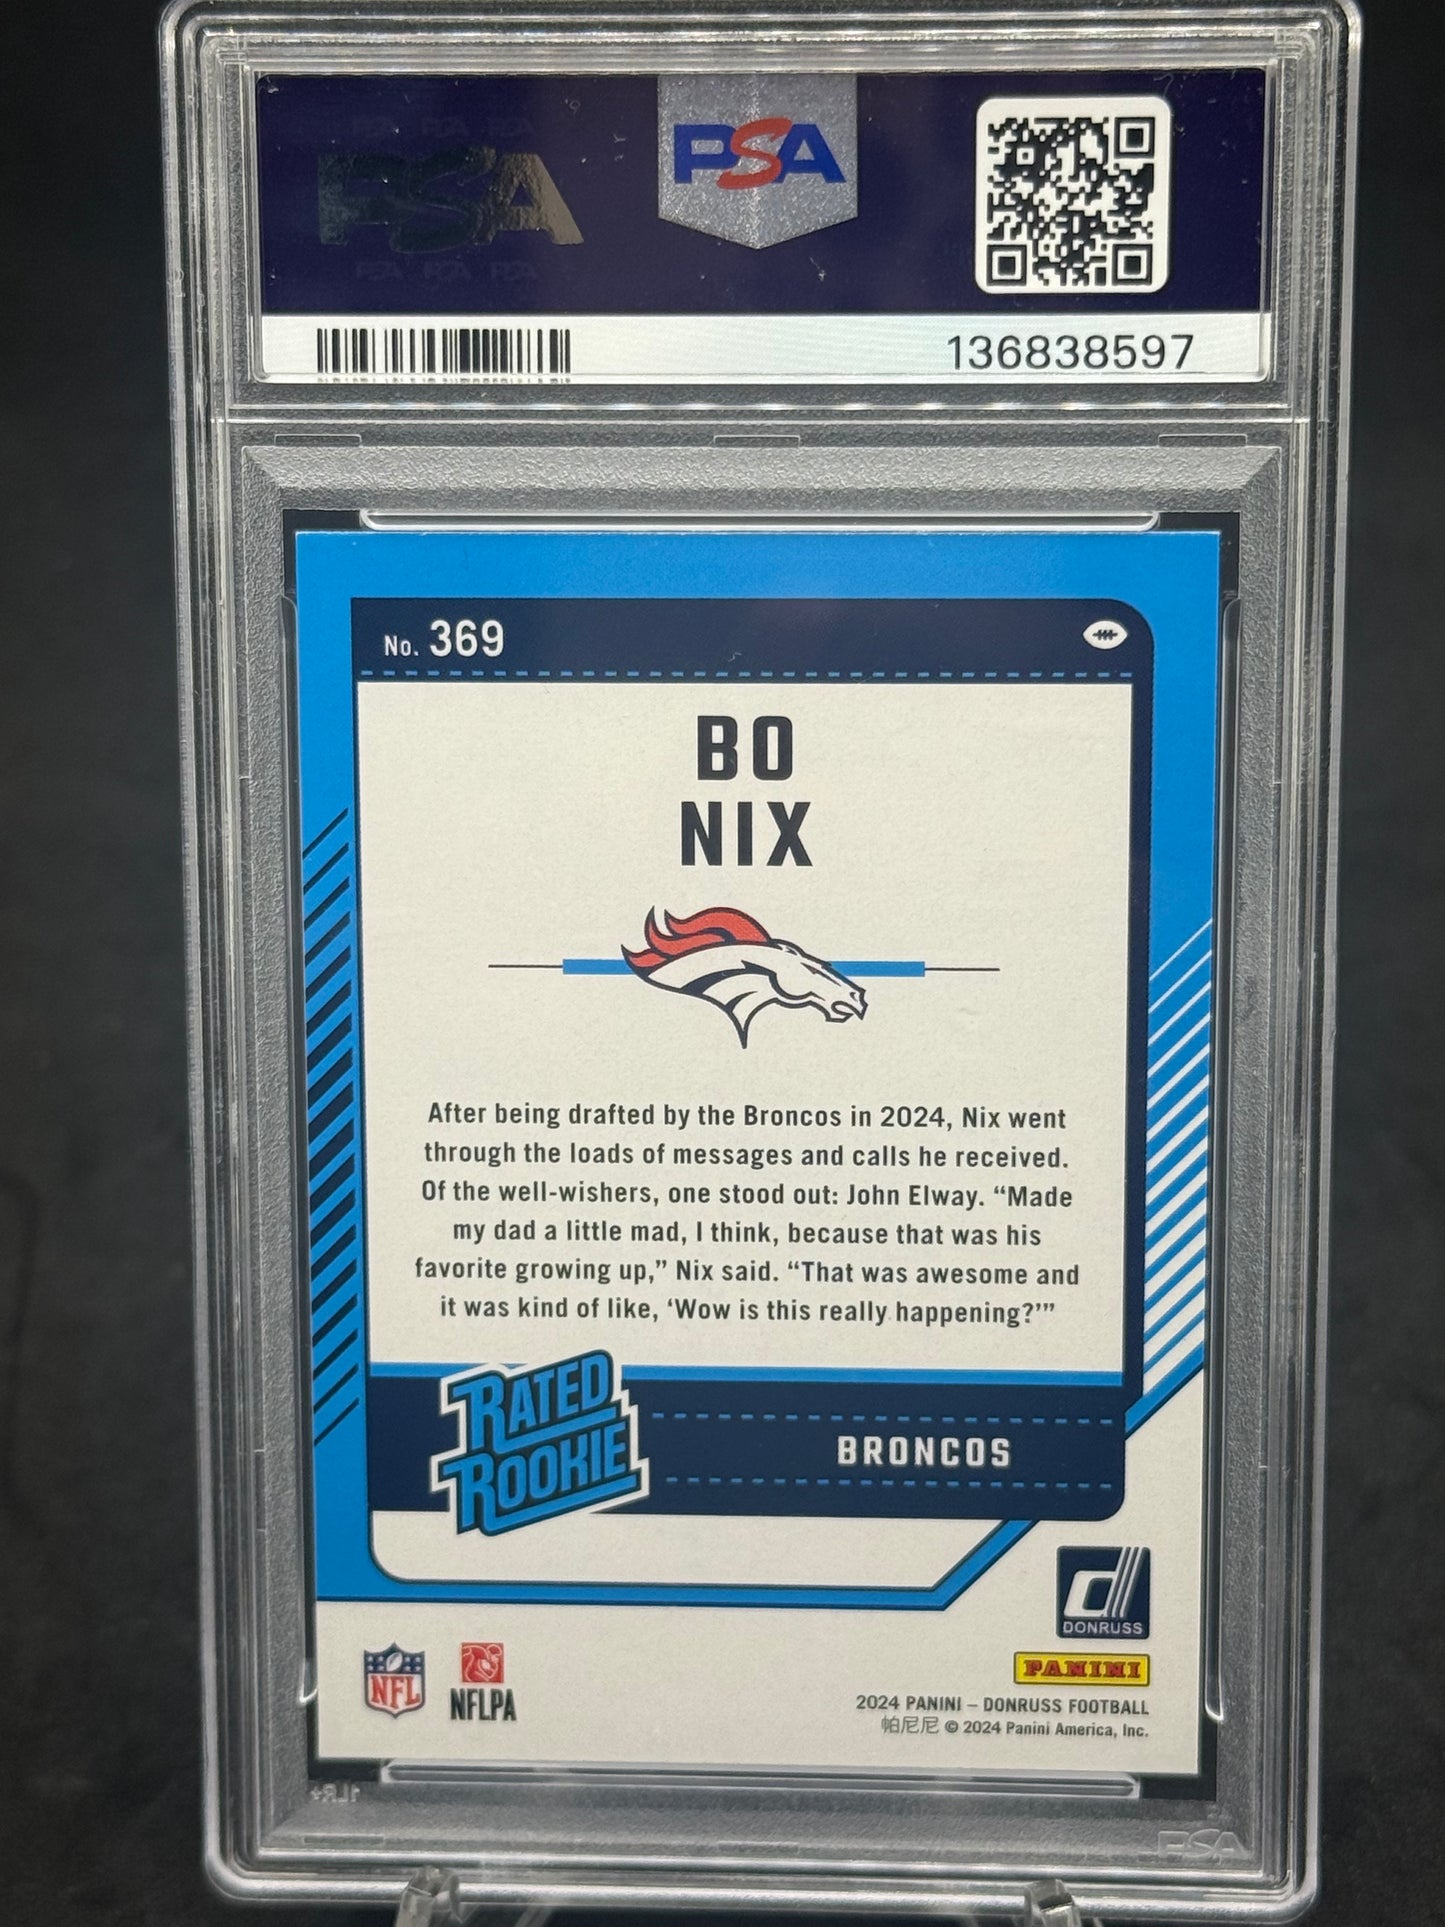 PSA
PSA
136838597
No. 369
BO
NIX
After being drafted by the Broncos in 2024, Nix went
through the loads of messages and calls he received.
Of the well-wishers, one stood out: John Elway. “Made
my dad a little mad, I think, because that was his
favorite growing up,” Nix said. “That was awesome and
it was kind of like, ‘Wow is this really happening?’”
RATED
ROOKIE
BRONCOS
DONRUSS
PANINI
NFL
NFLPA
2024 PANINI – DONRUSS FOOTBALL
帕尼尼 © 2024 Panini America, Inc.
PSA